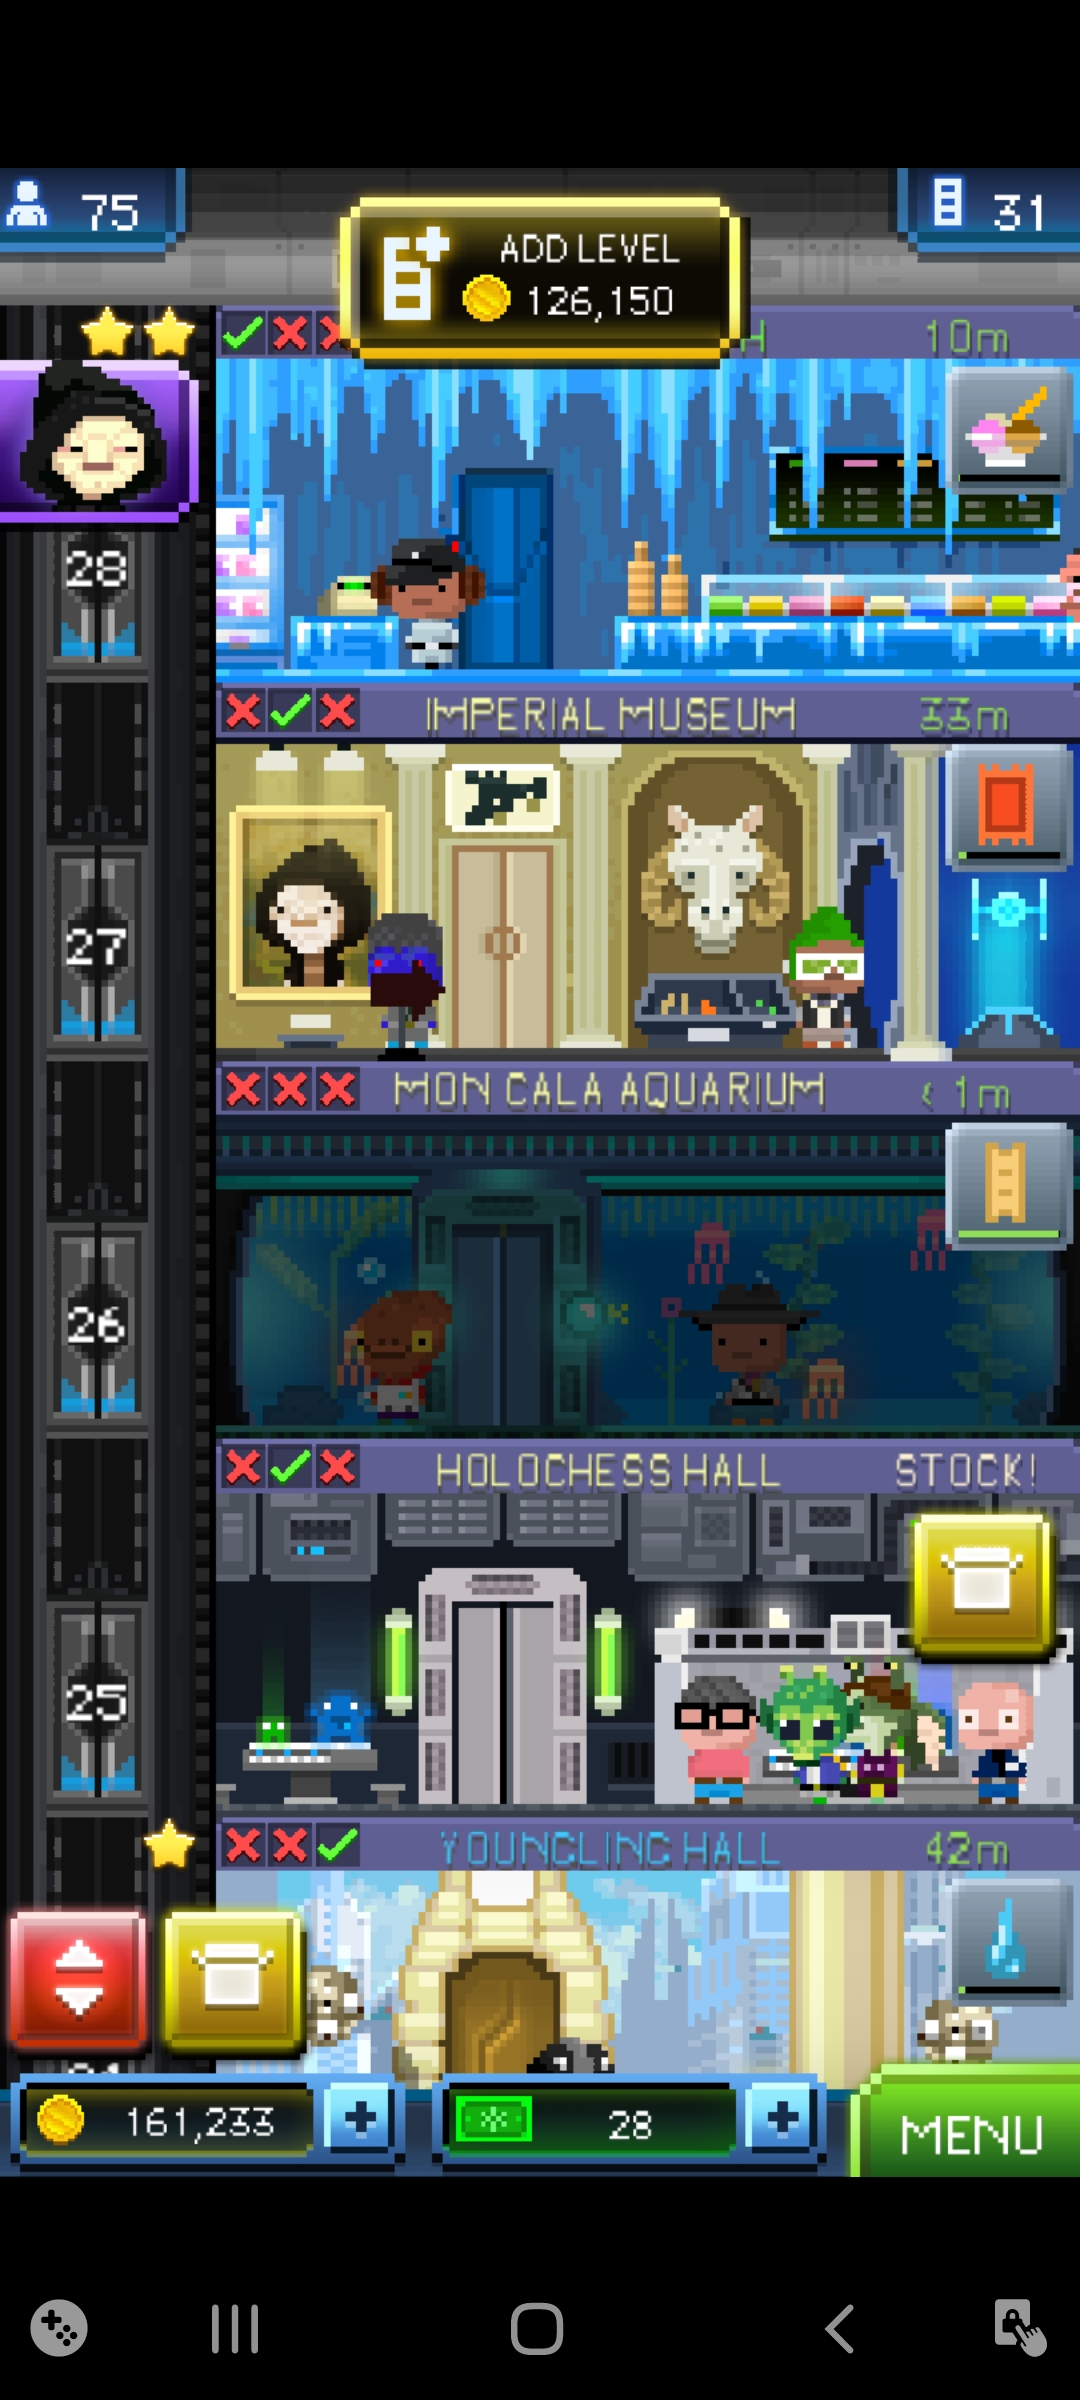 75
ADD LEVEL
126,150
31
10m
28
IMPERIAL MUSEUM
33m
27
MON CALA AQUARIUM
< 1m
26
HOLOCHESS HALL
STOCK!
25
YOUNGLING HALL
42m
161,233
28
MENU